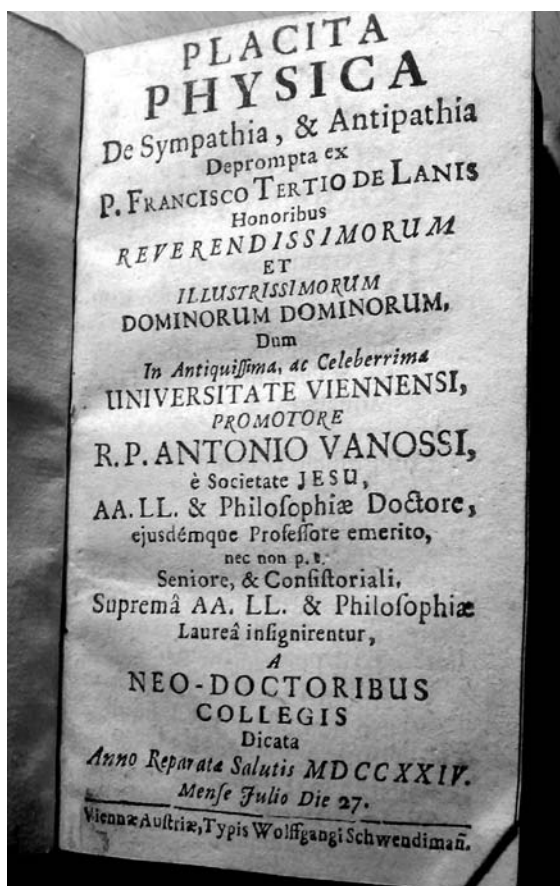 PLACITA
PHYSICA
De Sympathia, & Antipathia
Deprompta ex
P. FRANCISCO TERTIO DE LANIS
Honoribus
REVERENDISSIMORUM
ET
ILLUSTRISSIMORUM
DOMINORUM DOMINORUM,
Dum
In Antiquiſſima, ac Celeberrima
UNIVERSITATE VIENNENSI,
PROMOTORE
R. P. ANTONIO VANOSSI,
è Societate JESU,
AA. LL. & Philoſophiæ Doctore,
ejusdémque Profeſſore emerito,
nec non p. t.
Seniore, & Conſiſtoriali,
Supremâ AA. LL. & Philoſophiæ
Laureâ inſignirentur,
A
NEO-DOCTORIBUS
COLLEGIS
Dicata
Anno Reparatæ Salutis MDCCXXIV.
Menſe Julio Die 27.
Viennæ Auſtriæ, Typis Wolffgangi Schwendimañ.